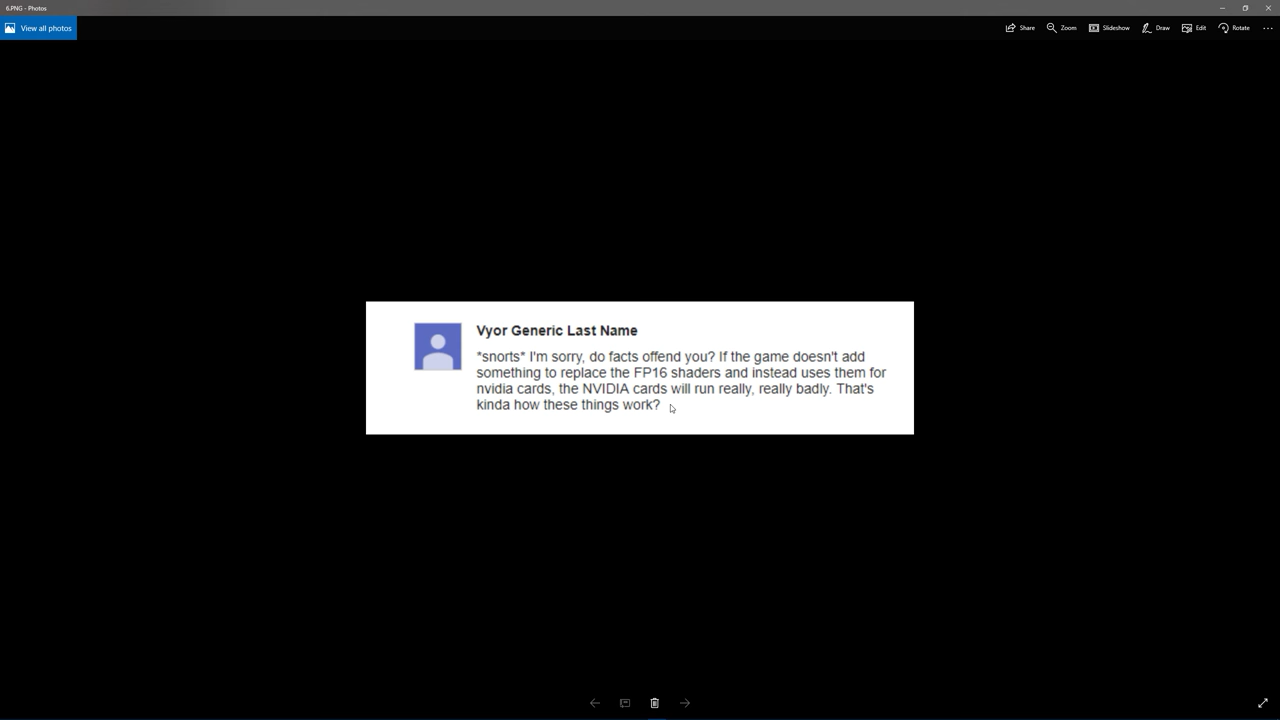 6.PNG - Photos
View all photos
Share
Zoom
Slideshow
Draw
Edit
Rotate
Vyor Generic Last Name
*snorts* I'm sorry, do facts offend you? If the game doesn't add
something to replace the FP16 shaders and instead uses them for
nvidia cards, the NVIDIA cards will run really, really badly. That's
kinda how these things work?